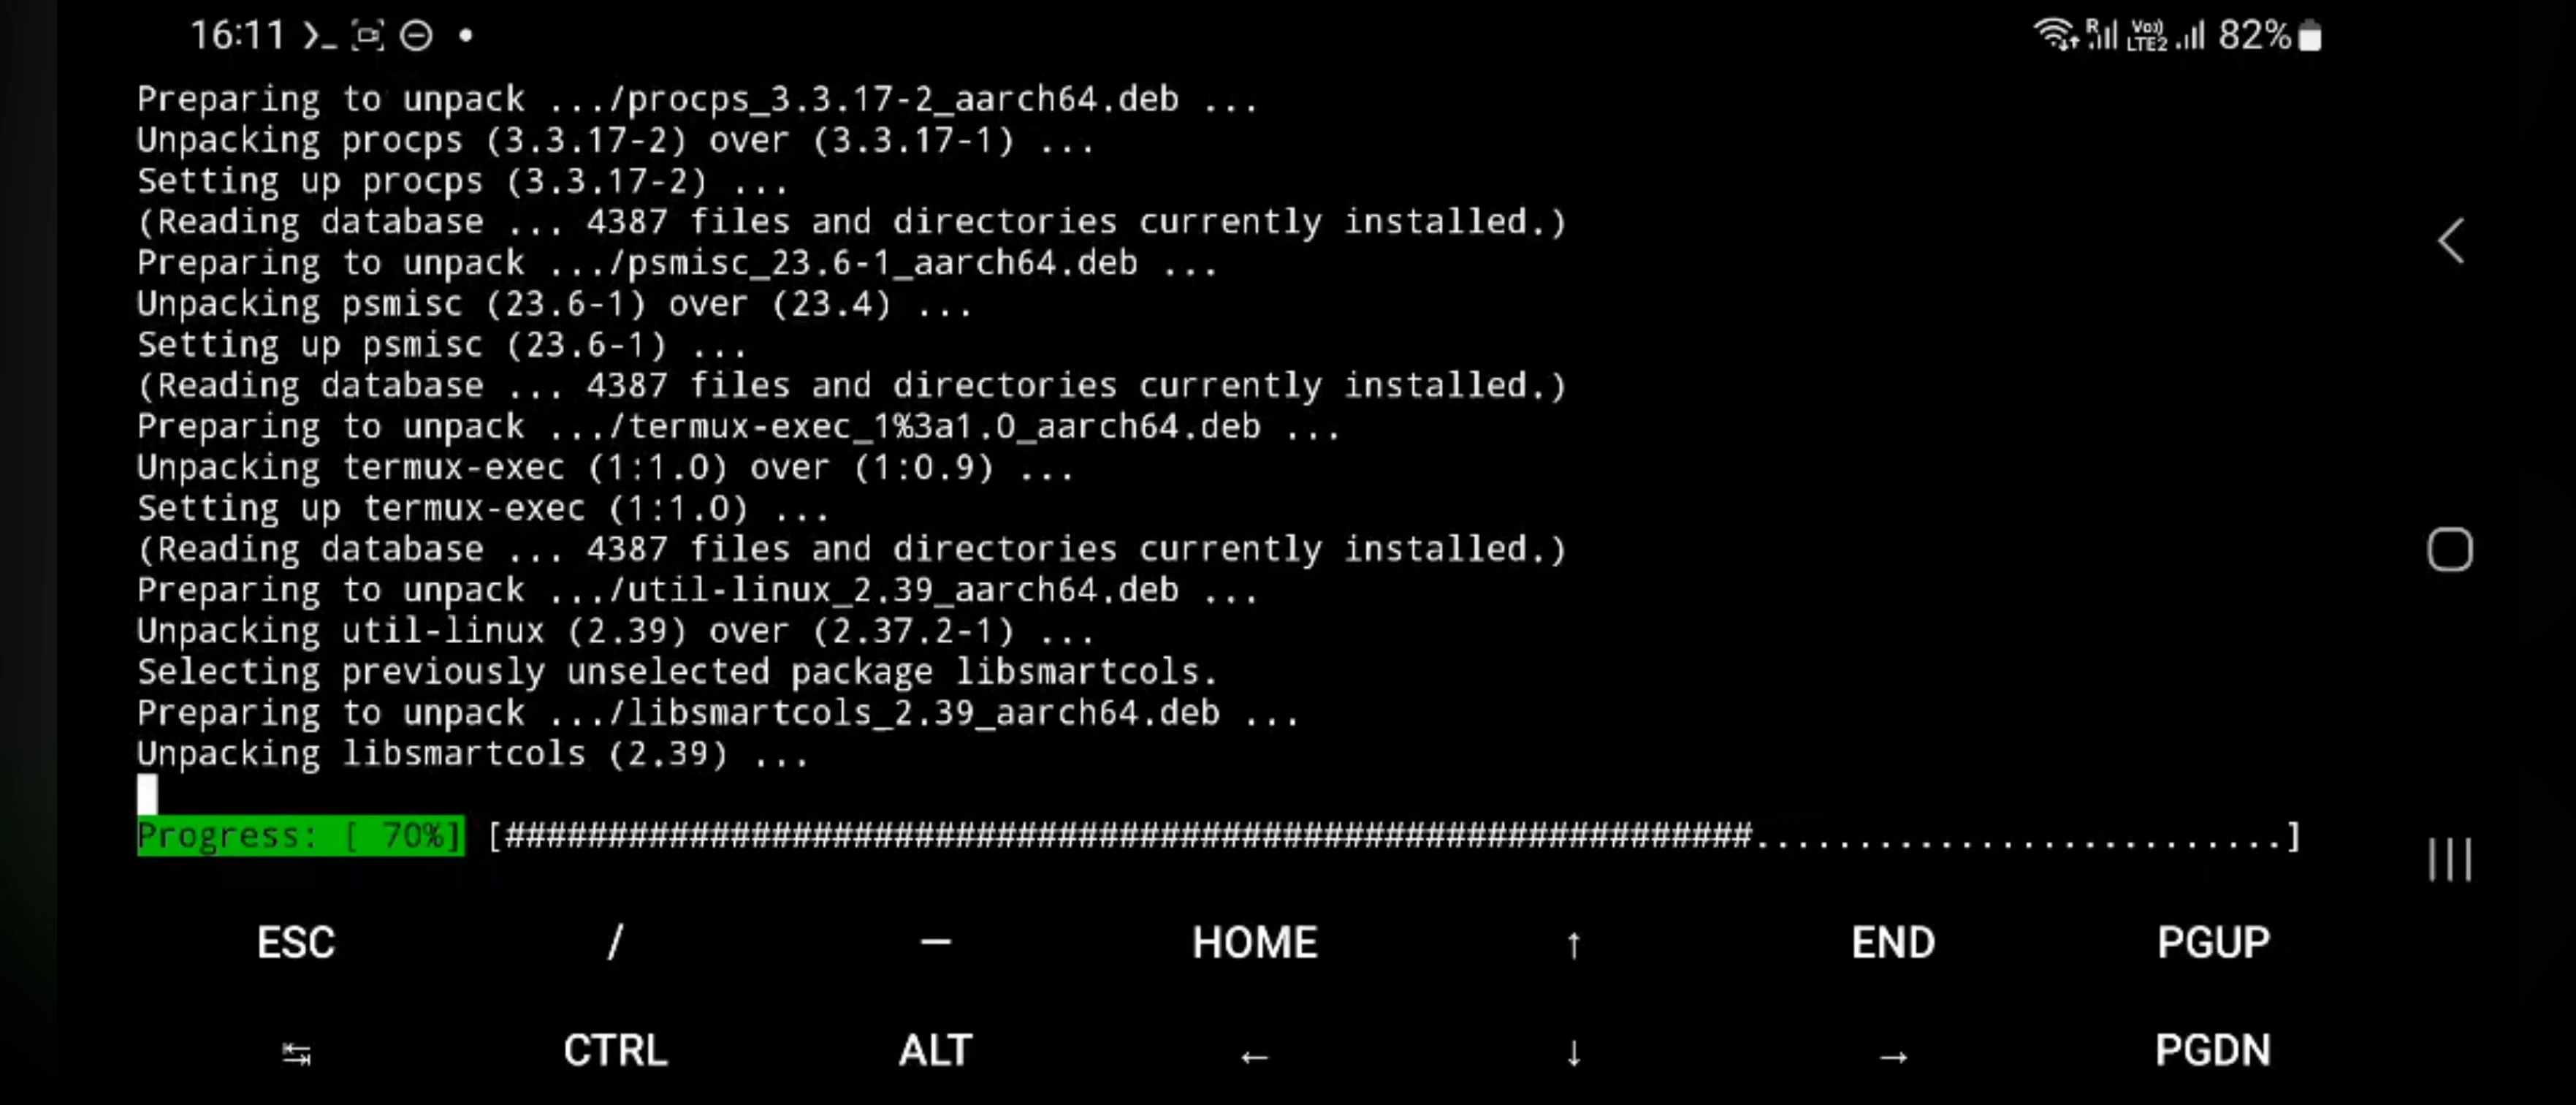 16:11
R Vo)) LTE2 82%
Preparing to unpack .../procps_3.3.17-2_aarch64.deb ...
Unpacking procps (3.3.17-2) over (3.3.17-1) ...
Setting up procps (3.3.17-2) ...
(Reading database ... 4387 files and directories currently installed.)
Preparing to unpack .../psmisc_23.6-1_aarch64.deb ...
Unpacking psmisc (23.6-1) over (23.4) ...
Setting up psmisc (23.6-1) ...
(Reading database ... 4387 files and directories currently installed.)
Preparing to unpack .../termux-exec_1%3a1.0_aarch64.deb ...
Unpacking termux-exec (1:1.0) over (1:0.9) ...
Setting up termux-exec (1:1.0) ...
(Reading database ... 4387 files and directories currently installed.)
Preparing to unpack .../util-linux_2.39_aarch64.deb ...
Unpacking util-linux (2.39) over (2.37.2-1) ...
Selecting previously unselected package libsmartcols.
Preparing to unpack .../libsmartcols_2.39_aarch64.deb ...
Unpacking libsmartcols (2.39) ...
Progress: [ 70%] [#############################################################..........................]
ESC / — HOME ↑ END PGUP
↹ CTRL ALT ← ↓ → PGDN